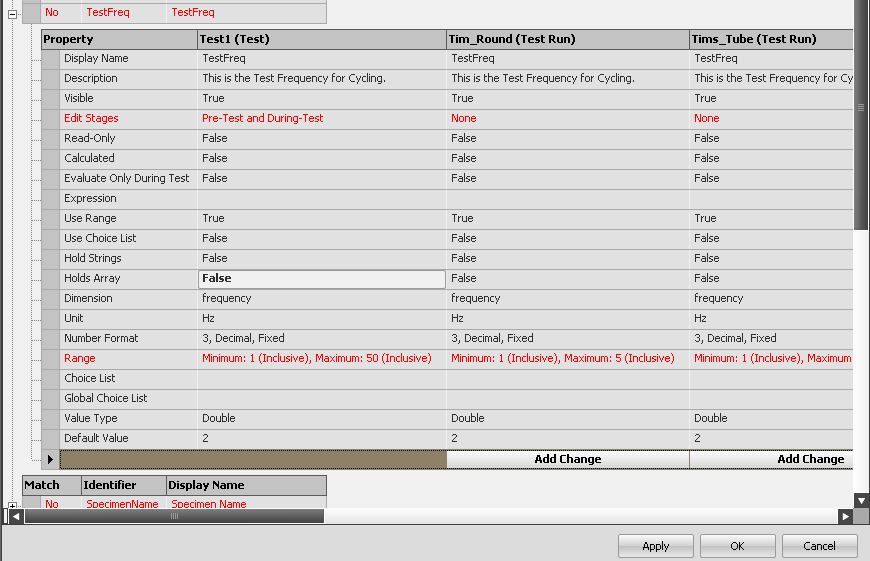 No TestFreq TestFreq
Property Test1 (Test) Tim_Round (Test Run) Tims_Tube (Test Run)
Display Name TestFreq TestFreq TestFreq
Description This is the Test Frequency for Cycling. This is the Test Frequency for Cycling. This is the Test Frequency for Cy
Visible True True True
Edit Stages Pre-Test and During-Test None None
Read-Only False False False
Calculated False False False
Evaluate Only During Test False False False
Expression
Use Range True True True
Use Choice List False False False
Hold Strings False False False
Holds Array False False False
Dimension frequency frequency frequency
Unit Hz Hz Hz
Number Format 3, Decimal, Fixed 3, Decimal, Fixed 3, Decimal, Fixed
Range Minimum: 1 (Inclusive), Maximum: 50 (Inclusive) Minimum: 1 (Inclusive), Maximum: 5 (Inclusive) Minimum: 1 (Inclusive), Maximum
Choice List
Global Choice List
Value Type Double Double Double
Default Value 2 2 2
Add Change Add Change
Match Identifier Display Name
No SpecimenName Specimen Name
Apply OK Cancel